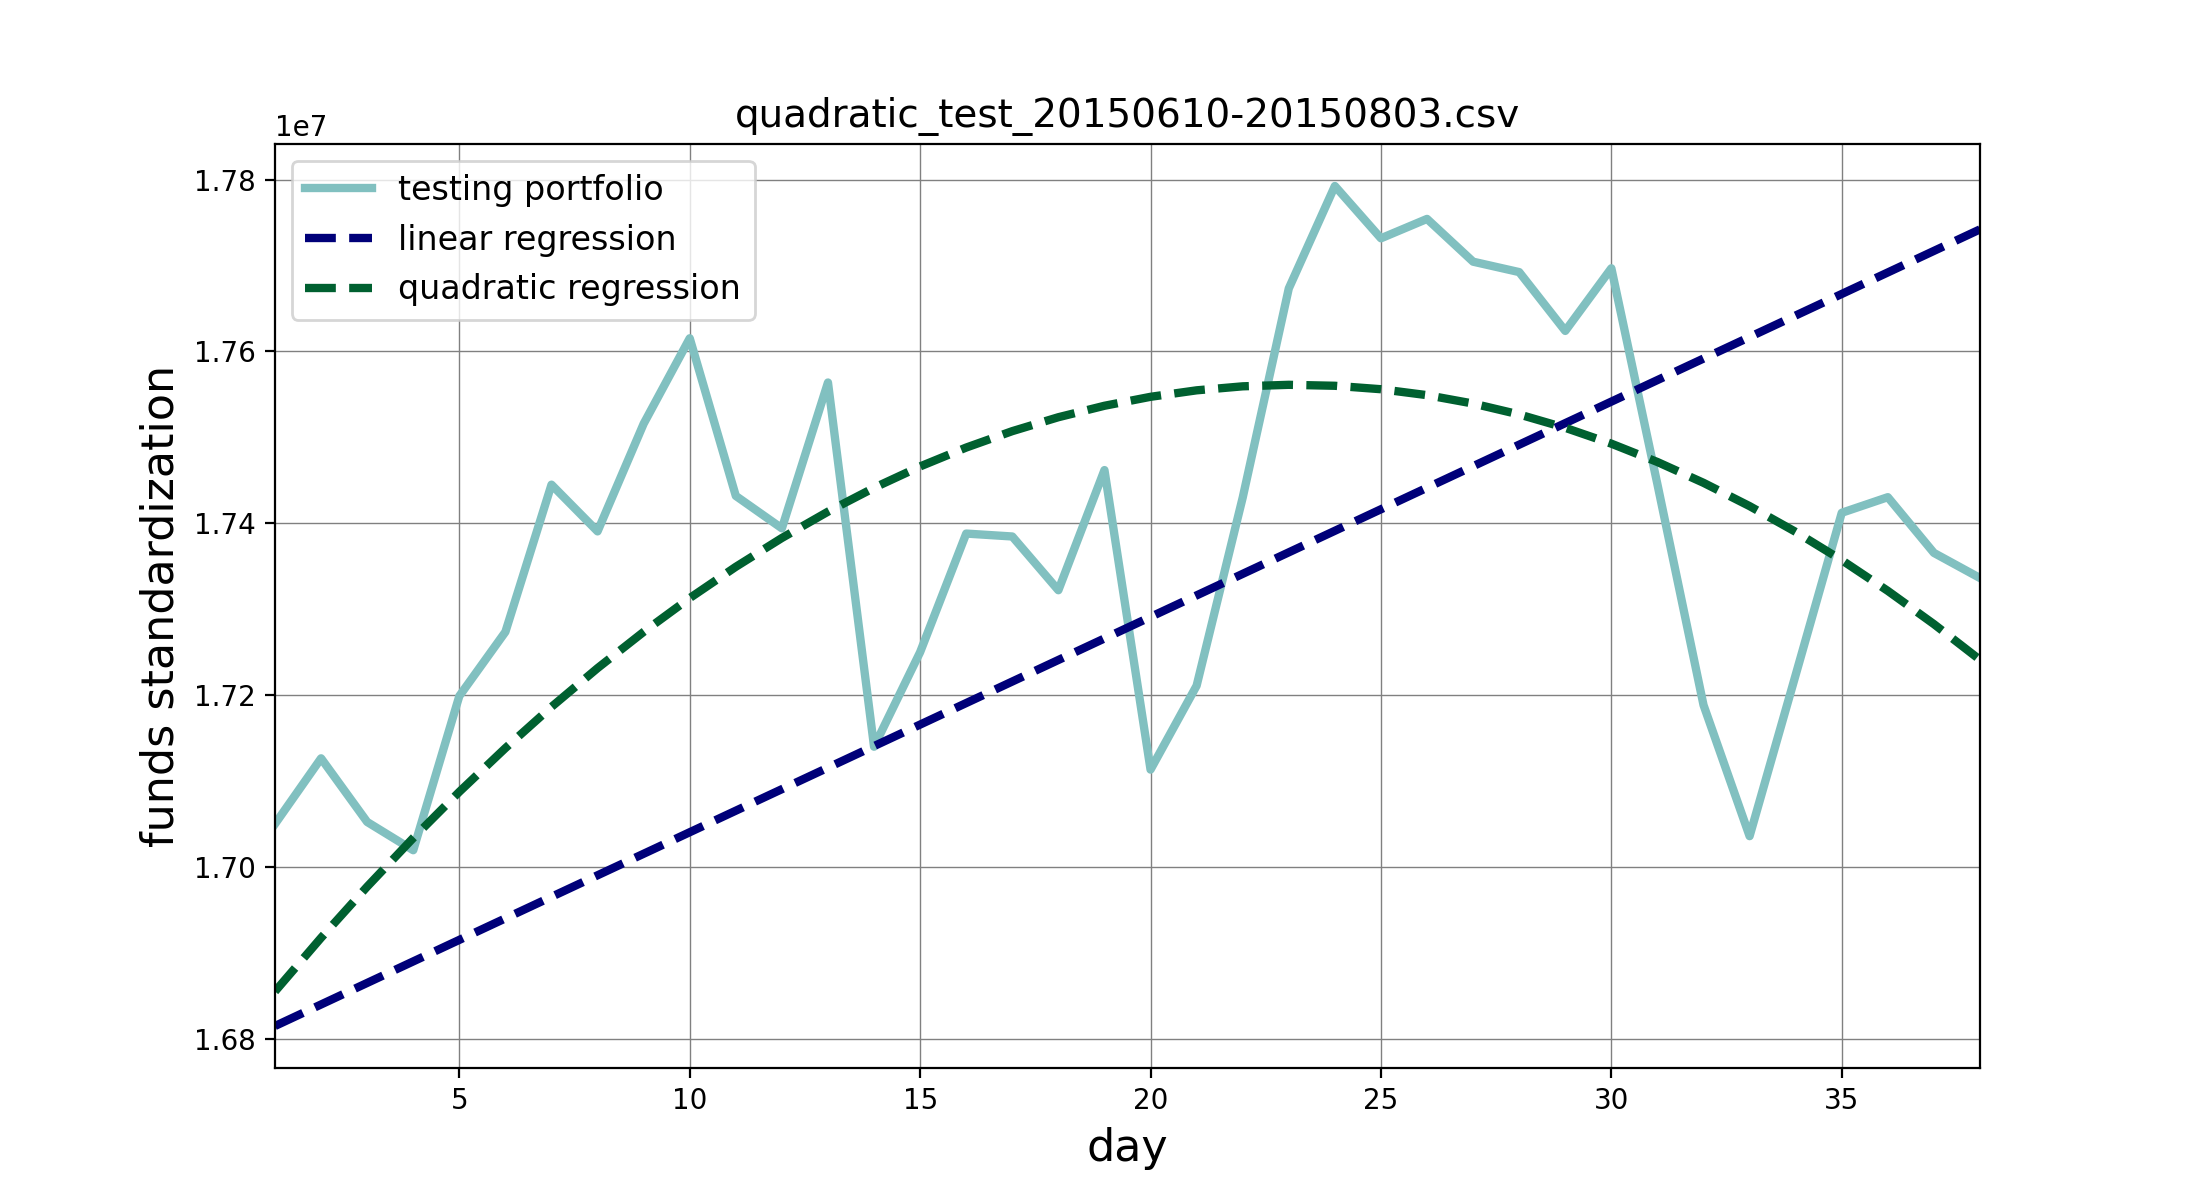 quadratic_test_20150610-20150803.csv
1e7
testing portfolio
linear regression
quadratic regression
1.78
1.76
1.74
1.72
1.70
1.68
funds standardization
5 10 15 20 25 30 35
day